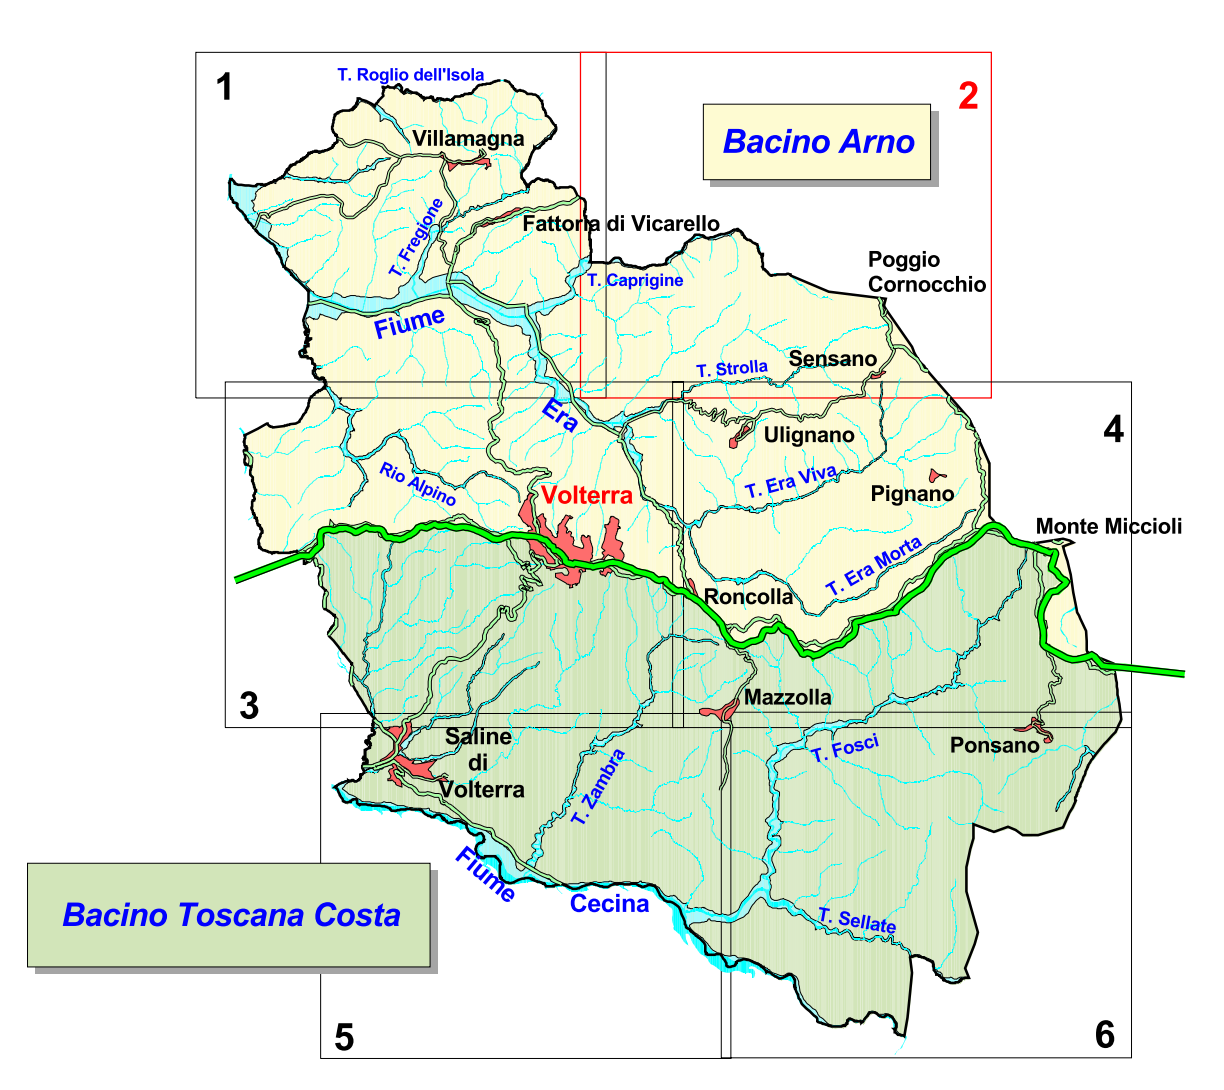 T. Roglio dell'Isola
1
2
Villamagna
Bacino Arno
T. Fregione
Fattoria di Vicarello
Poggio
Cornocchio
T. Caprigine
Fiume
Sensano
T. Strolla
Era
4
Ulignano
Rio Alpino
T. Era Viva
Pignano
Volterra
Monte Miccioli
T. Era Morta
Roncolla
3
Mazzolla
Saline
di
Volterra
T. Fosci
Ponsano
T. Zambra
Fiume
Cecina
Bacino Toscana Costa
T. Sellate
5
6